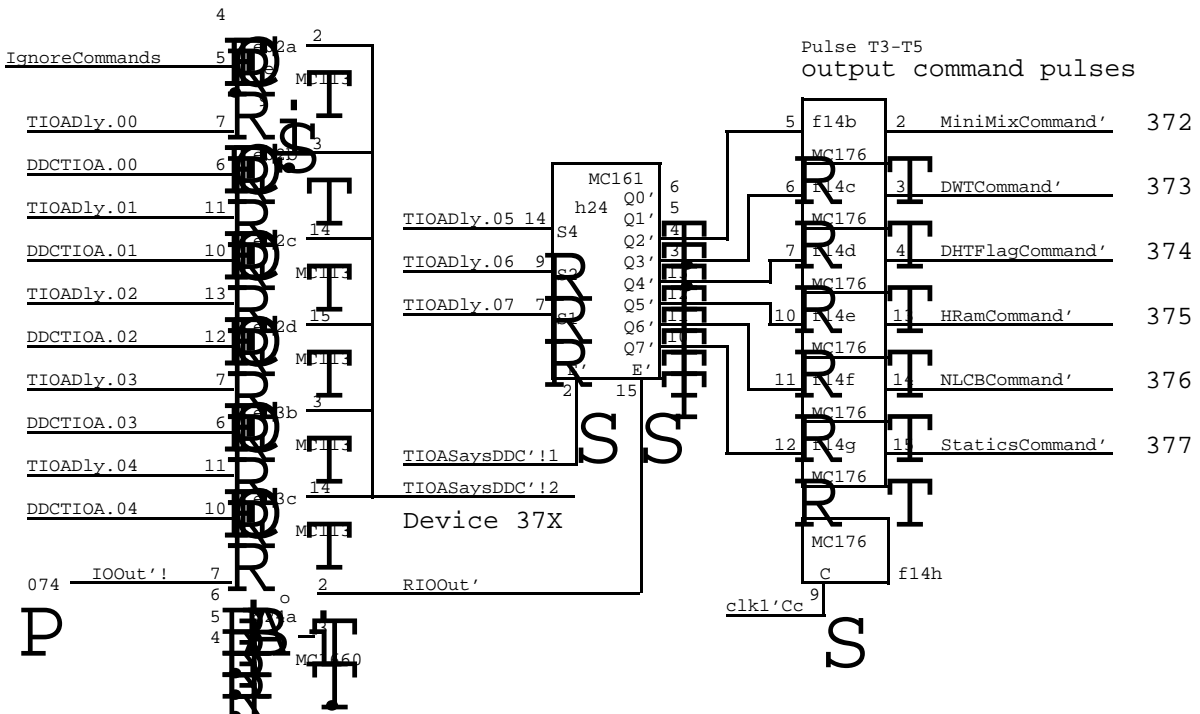 4
IgnoreCommands 5
2
MC113
TIOADly.00 7
DDCTIOA.00 6
3
TIOADly.01 11
DDCTIOA.01 10
14
MC113
TIOADly.02 13
DDCTIOA.02 12
15
MC113
TIOADly.03 7
DDCTIOA.03 6
3
MC113
TIOADly.04 11
DDCTIOA.04 10
14
MC113
074 IOOut'! 7
6
5
4
P
2 RIOOut'
MC161
h24
TIOADly.05 14 S4
TIOADly.06 9
TIOADly.07 7
Q0' 6
Q1' 5
Q2' 4
Q3'
Q4'
Q5'
Q6'
Q7'
E'
2 15
S S
TIOASaysDDC'!1
TIOASaysDDC'!2
Device 37X
Pulse T3-T5
output command pulses
5 f14b 2 MiniMixCommand' 372
MC176
R T
6 f14c 3 DWTCommand' 373
MC176
R T
7 f14d 4 DHTFlagCommand' 374
MC176
R T
10 f14e 13 HRamCommand' 375
MC176
R T
11 f14f 14 NLCBCommand' 376
MC176
R T
12 f14g 15 StaticsCommand' 377
MC176
R T
MC176
C f14h
9
clk1'Cc
S